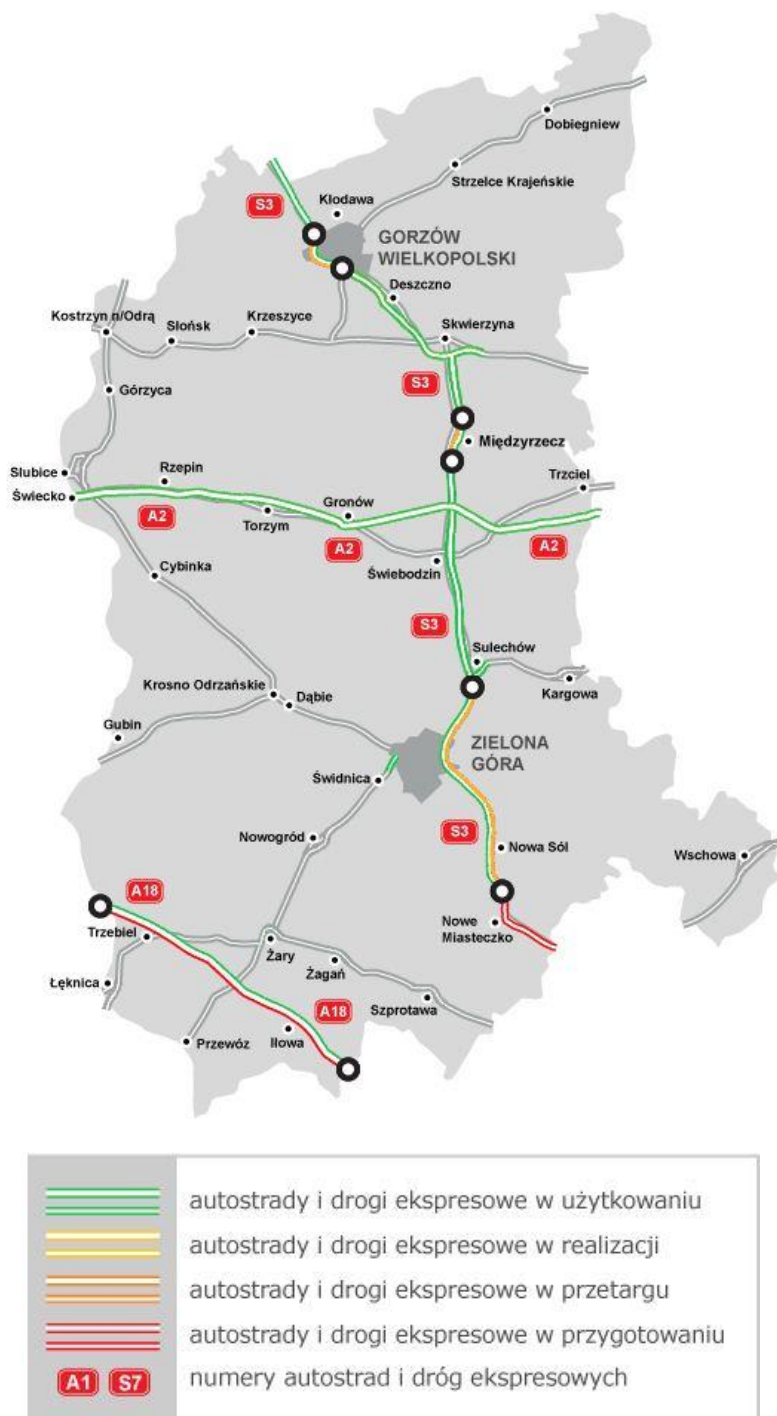 Dobiegniew
Strzelce Krajeńskie
Kłodawa
S3
GORZÓW
WIELKOPOLSKI
Deszczno
Kostrzyn n/Odrą
Słońsk
Krzeszyce
Skwierzyna
S3
Górzyca
Międzyrzecz
Slubice
Rzepin
Trzciel
Świecko
Gronów
A2
Torzym
A2
A2
Świebodzin
Cybinka
S3
Sulechów
Krosno Odrzańskie
Dąbie
Kargowa
Gubin
ZIELONA
GÓRA
Świdnica
Nowogród
S3
Nowa Sól
Wschowa
A18
Trzebiel
Nowe
Miasteczko
Żary
Żagań
Łęknica
Szprotawa
A18
Przewóz
Iłowa
autostrady i drogi ekspresowe w użytkowaniu
autostrady i drogi ekspresowe w realizacji
autostrady i drogi ekspresowe w przetargu
autostrady i drogi ekspresowe w przygotowaniu
A1 S7 numery autostrad i dróg ekspresowych